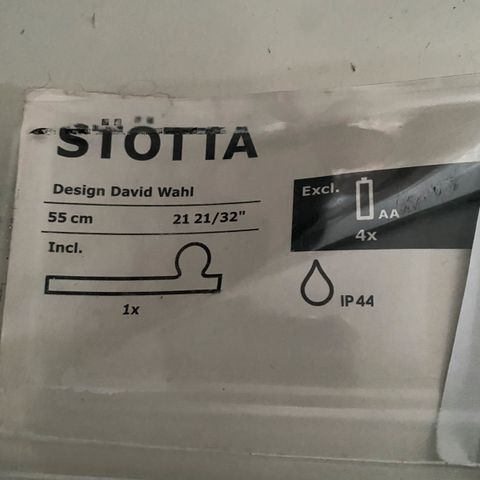 STÖTTA
Design David Wahl
55 cm 21 21/32"
Incl.
1x
Excl.
AA
4x
IP44